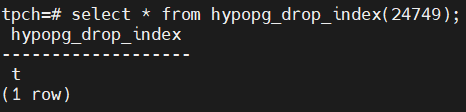 tpch=# select * from hypopg_drop_index(24749);
 hypopg_drop_index
-------------------
 t
(1 row)